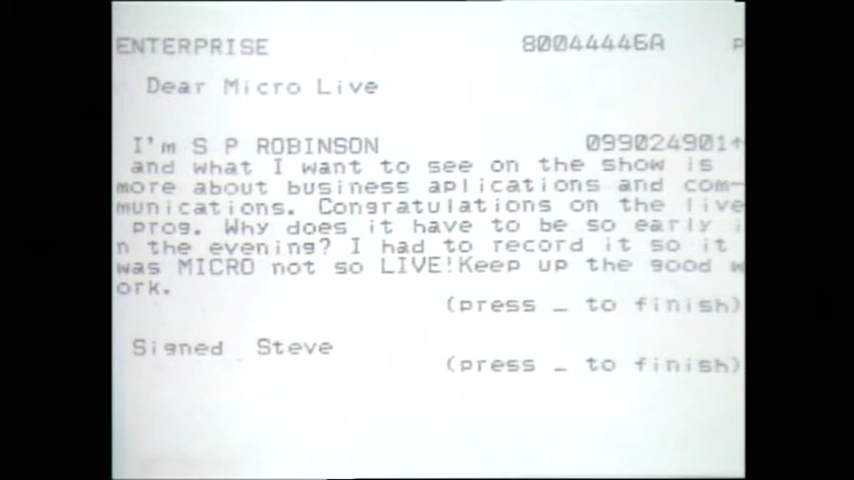 ENTERPRISE 80044446A P
Dear Micro Live
I'm S P ROBINSON 099024901↑
and what I want to see on the show is
more about business aplications and com-
munications. Congratulations on the live
prog. Why does it have to be so early i
n the evening? I had to record it so it
was MICRO not so LIVE!Keep up the good w
ork.
(press _ to finish)
Signed Steve
(press _ to finish)